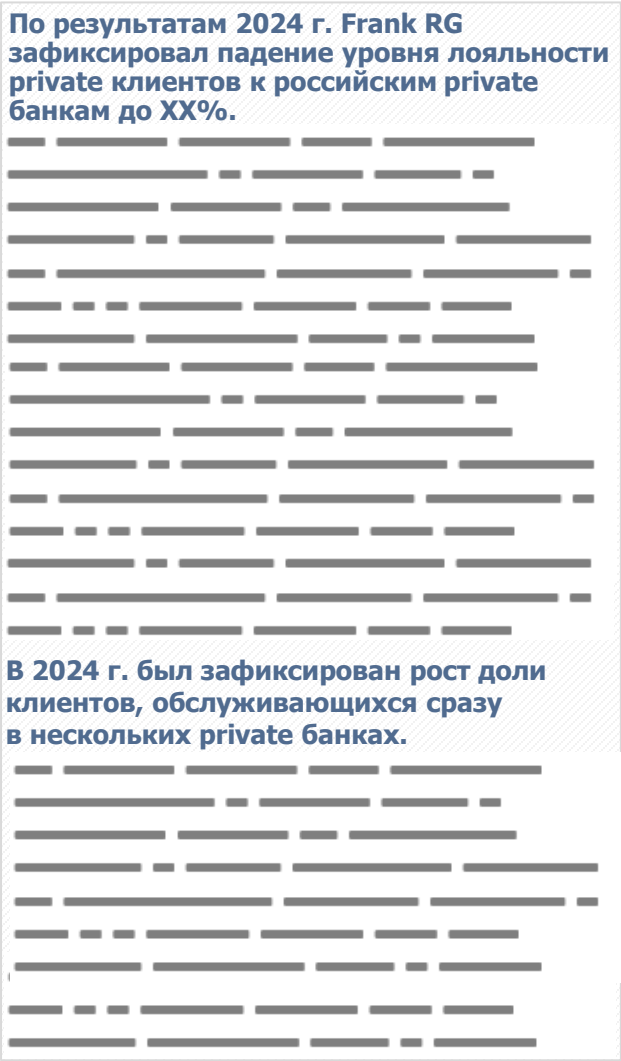 По результатам 2024 г. Frank RG
зафиксировал падение уровня лояльности
private клиентов к российским private
банкам до XX%.
В 2024 г. был зафиксирован рост доли
клиентов, обслуживающихся сразу
в нескольких private банках.